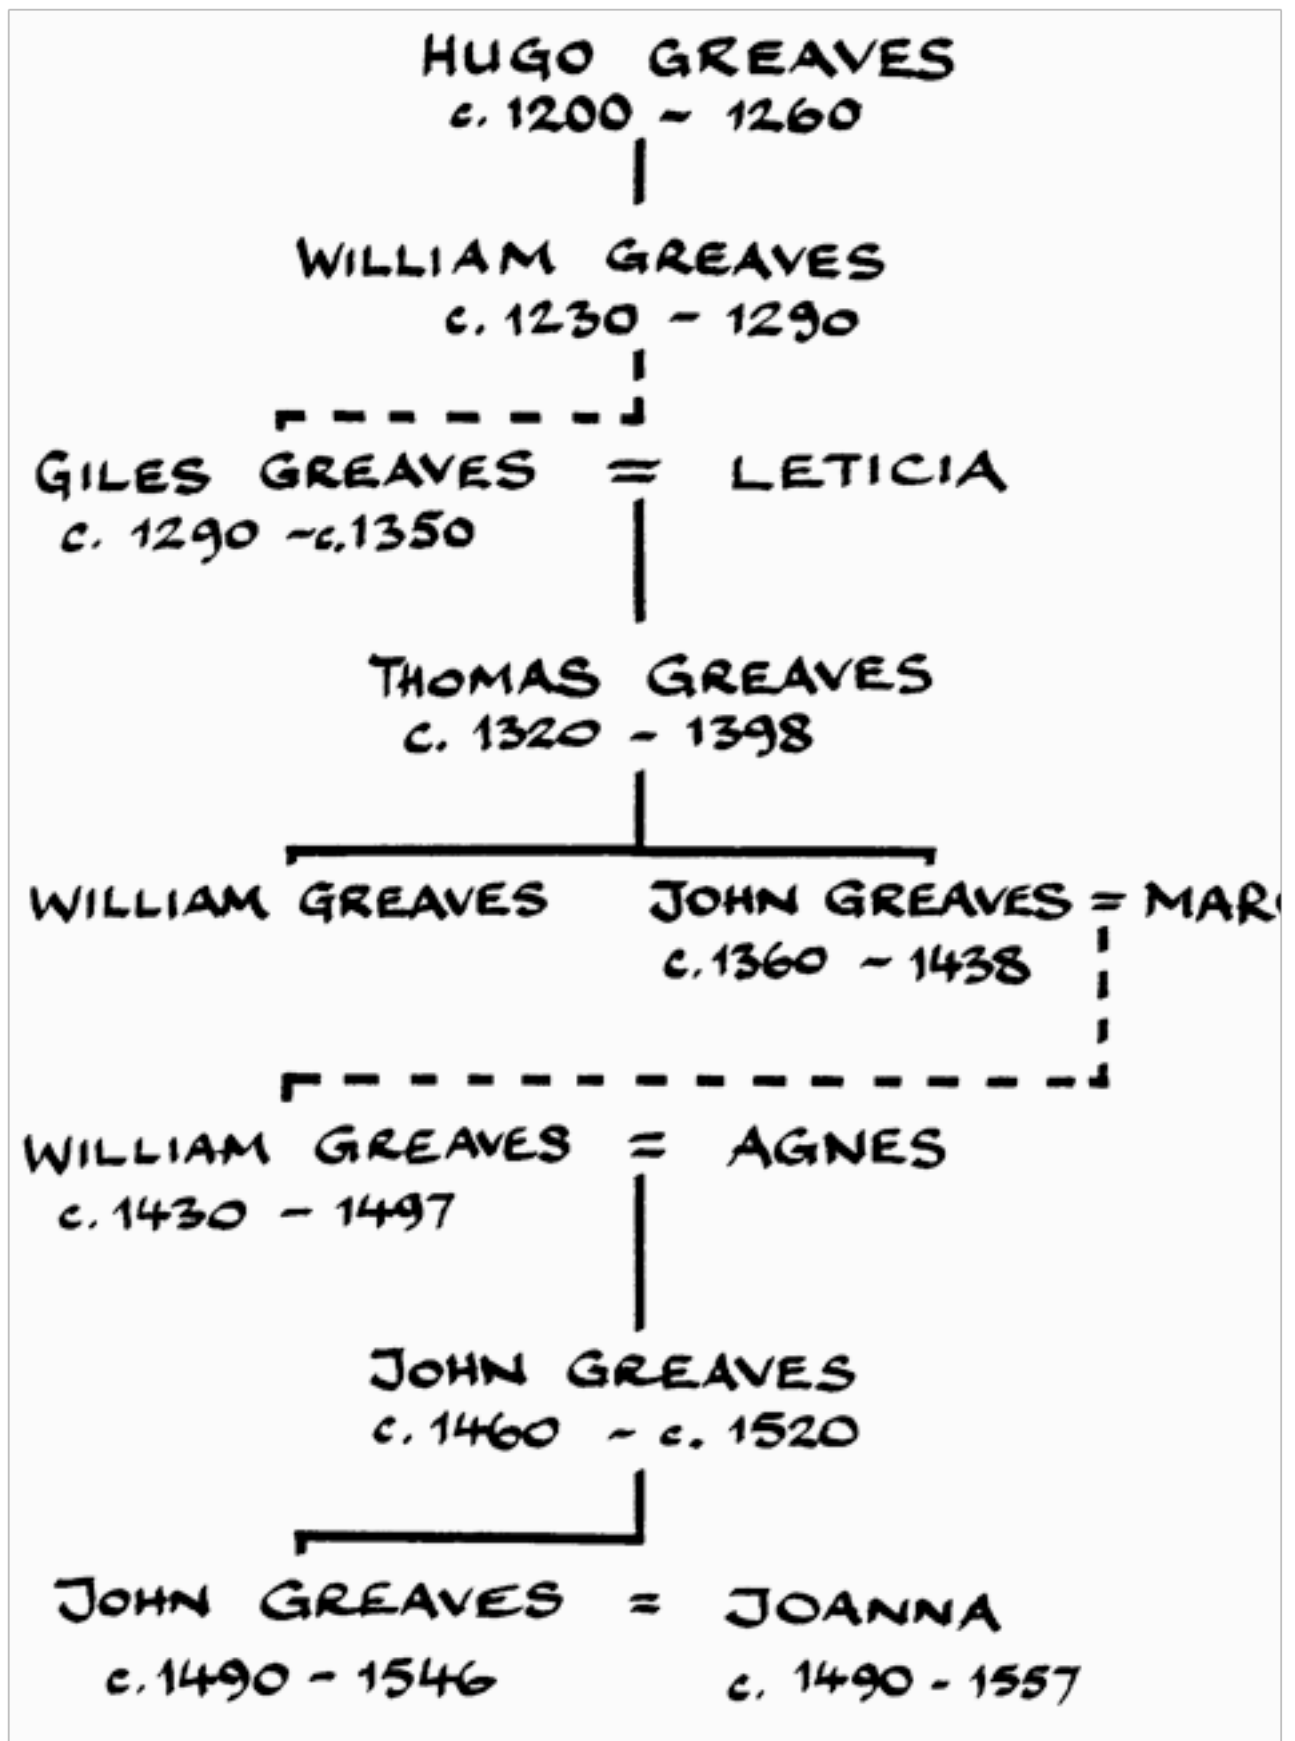 HUGO GREAVES
c. 1200 ~ 1260
WILLIAM GREAVES
c. 1230 - 1290
GILES GREAVES = LETICIA
c. 1290 ~c.1350
THOMAS GREAVES
c. 1320 - 1398
WILLIAM GREAVES JOHN GREAVES = MAR
c.1360 ~ 1438
WILLIAM GREAVES = AGNES
c. 1430 - 1497
JOHN GREAVES
c. 1460 ~ c. 1520
JOHN GREAVES = JOANNA
c. 1490 - 1546 c. 1490 - 1557